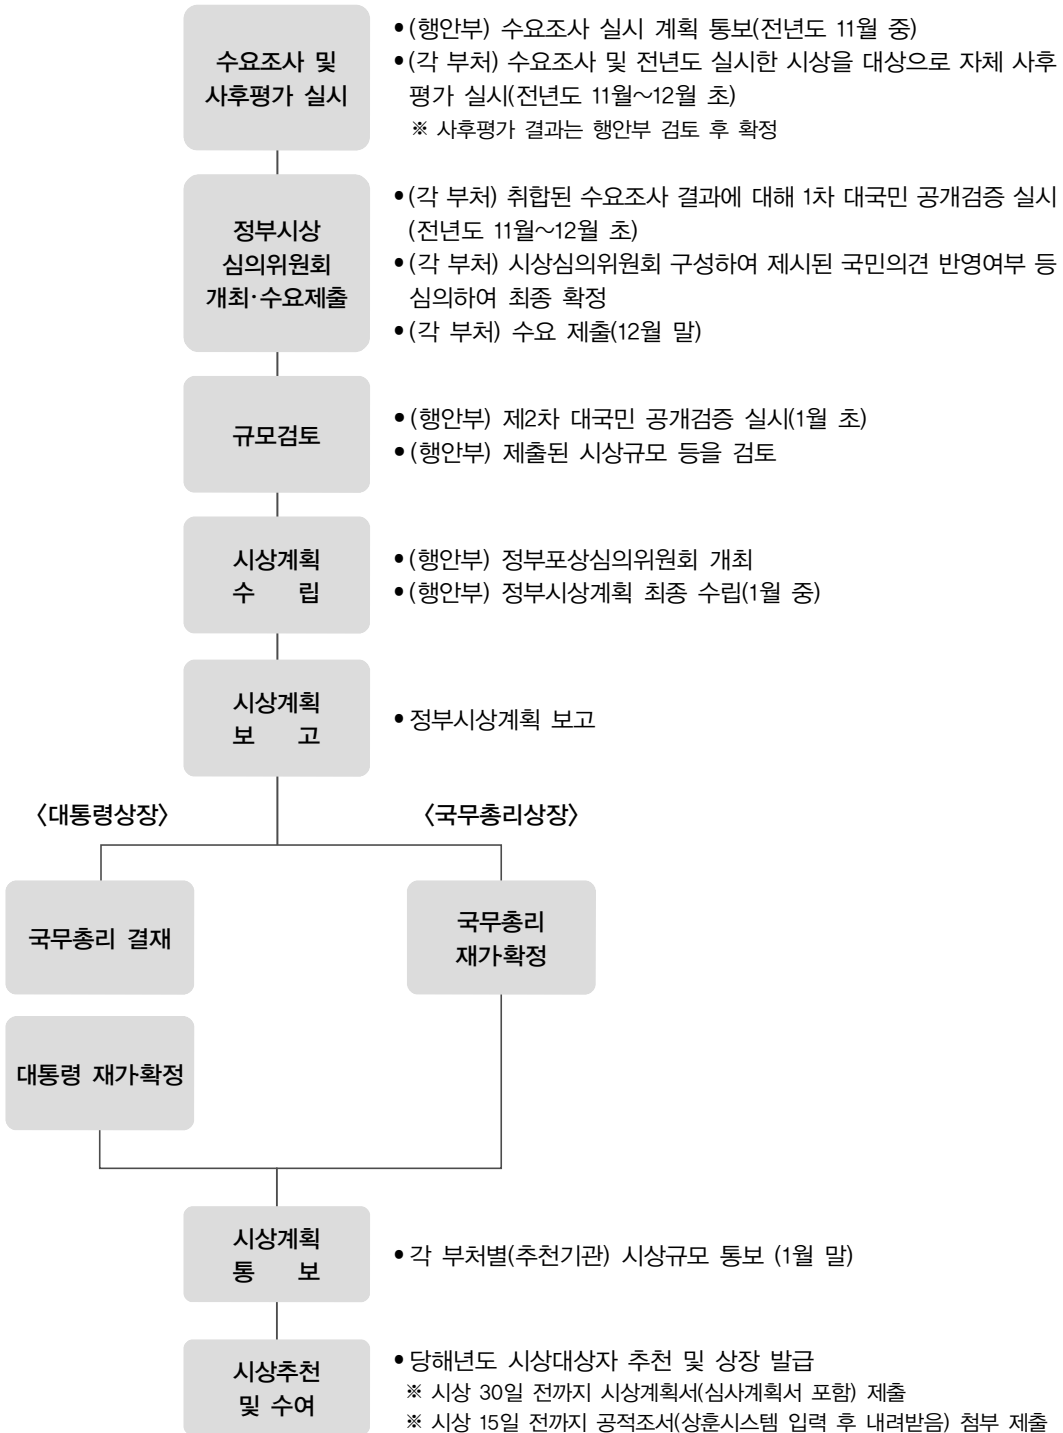 수요조사 및
사후평가 실시
•(행안부) 수요조사 실시 계획 통보(전년도 11월 중)
•(각 부처) 수요조사 및 전년도 실시한 시상을 대상으로 자체 사후
평가 실시(전년도 11월~12월 초)
※ 사후평가 결과는 행안부 검토 후 확정
정부시상
심의위원회
개최·수요제출
•(각 부처) 취합된 수요조사 결과에 대해 1차 대국민 공개검증 실시
(전년도 11월~12월 초)
•(각 부처) 시상심의위원회 구성하여 제시된 국민의견 반영여부 등
심의하여 최종 확정
•(각 부처) 수요 제출(12월 말)
규모검토
•(행안부) 제2차 대국민 공개검증 실시(1월 초)
•(행안부) 제출된 시상규모 등을 검토
시상계획
수 립
•(행안부) 정부포상심의위원회 개최
•(행안부) 정부시상계획 최종 수립(1월 중)
시상계획
보 고
•정부시상계획 보고
〈대통령상장〉 〈국무총리상장〉
국무총리 결재
국무총리
재가·확정
대통령 재가·확정
시상계획
통 보
•각 부처별(추천기관) 시상규모 통보 (1월 말)
시상추천
및 수여
•당해년도 시상대상자 추천 및 상장 발급
※ 시상 30일 전까지 시상계획서(심사계획서 포함) 제출
※ 시상 15일 전까지 공적조서(상훈시스템 입력 후 내려받음) 첨부 제출